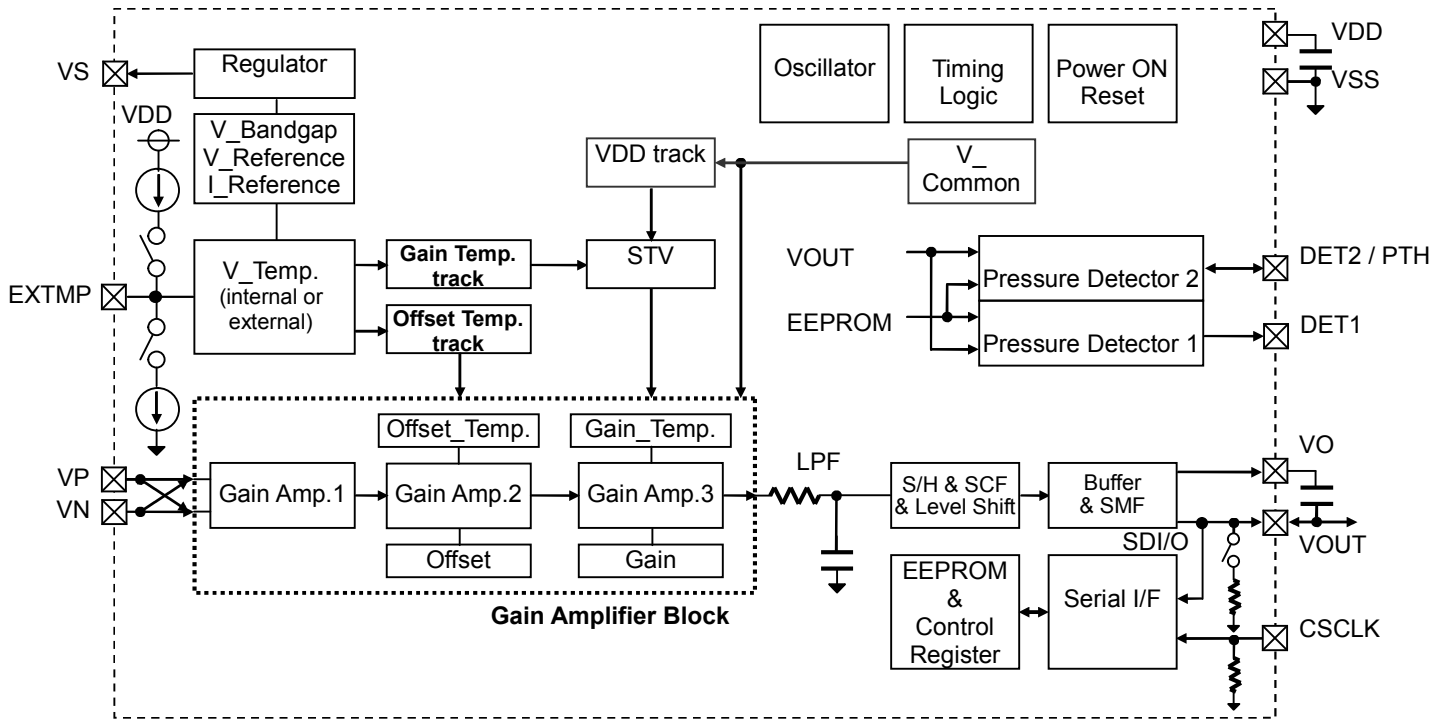 VS
Regulator
Oscillator
Timing
Logic
Power ON
Reset
VDD
VSS
VDD
V_Bandgap
V_Reference
I_Reference
VDD track
V_
Common
EXTMP
V_Temp.
(internal or
external)
Gain Temp.
track
STV
Offset Temp.
track
VOUT
EEPROM
Pressure Detector 2
Pressure Detector 1
DET2 / PTH
DET1
Offset_Temp.
Gain_Temp.
VP
VN
Gain Amp.1
Gain Amp.2
Gain Amp.3
Offset
Gain
Gain Amplifier Block
LPF
S/H & SCF
& Level Shift
Buffer
& SMF
VO
VOUT
SDI/O
EEPROM
&
Control
Register
Serial I/F
CSCLK